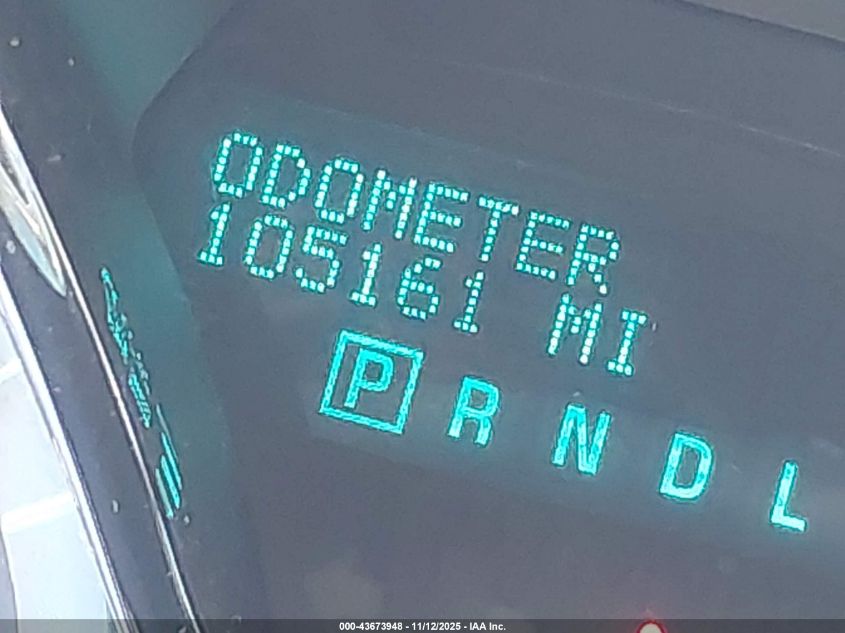 ODOMETER
105161 MI
P R N D L
000-43673948 - 11/12/2025 - IAA Inc.